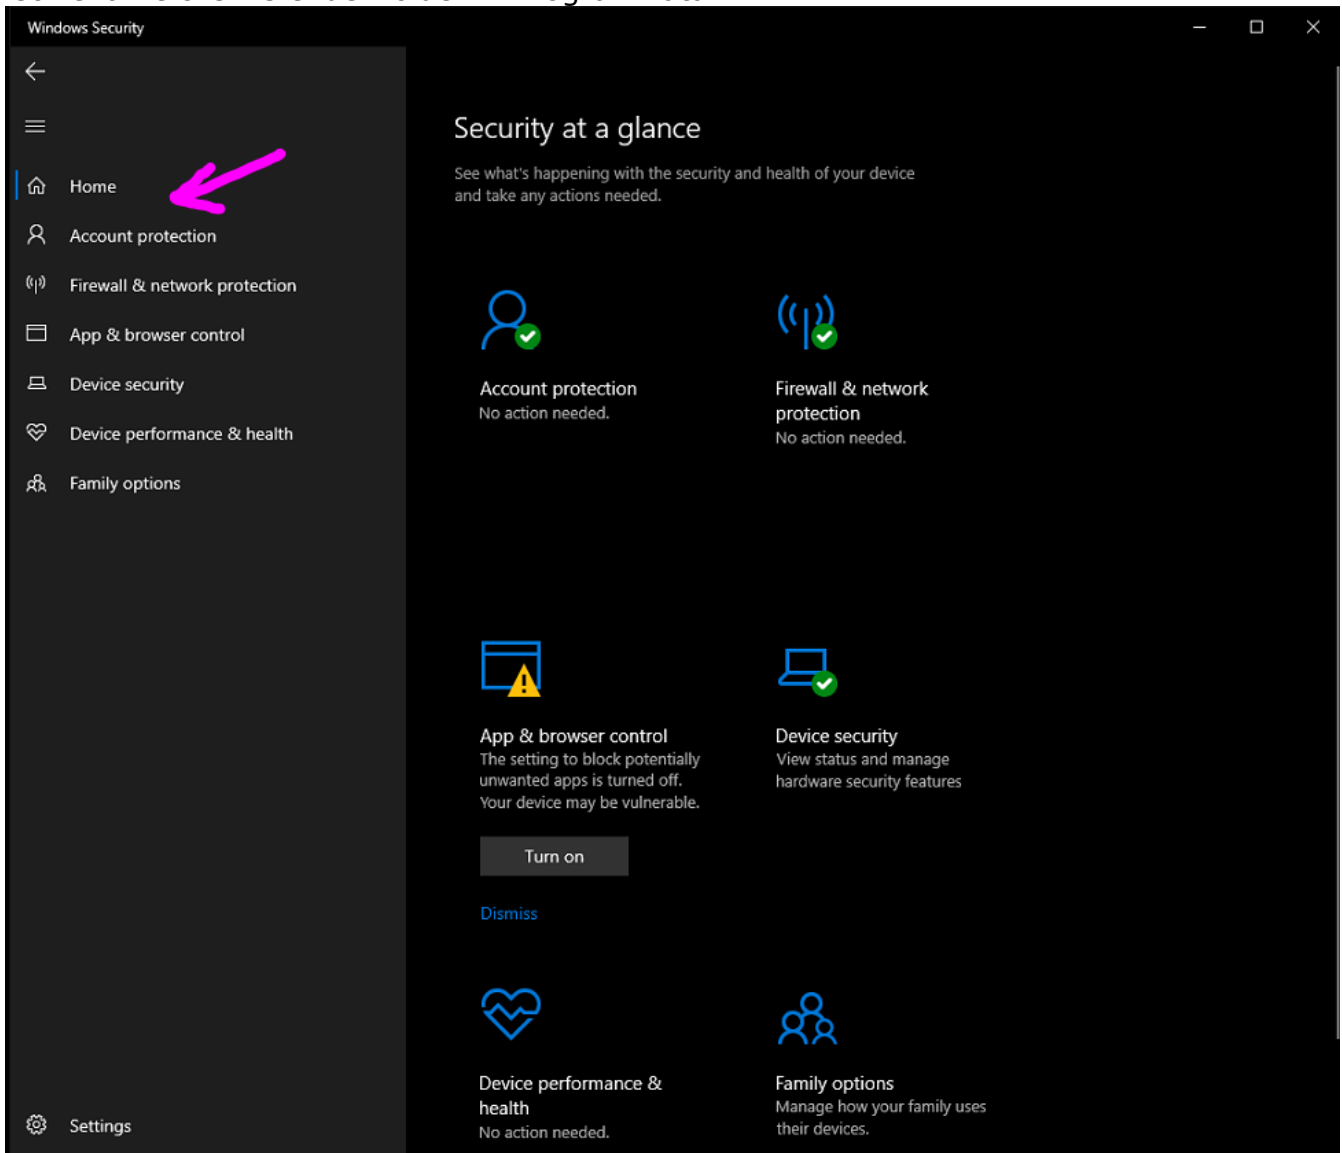 Windows Security
Security at a glance
See what's happening with the security and health of your device
and take any actions needed.
Home
Account protection
Firewall & network protection
App & browser control
Device security
Device performance & health
Family options
Settings
Account protection
No action needed.
Firewall & network
protection
No action needed.
App & browser control
The setting to block potentially
unwanted apps is turned off.
Your device may be vulnerable.
Turn on
Dismiss
Device security
View status and manage
hardware security features
Device performance &
health
No action needed.
Family options
Manage how your family uses
their devices.